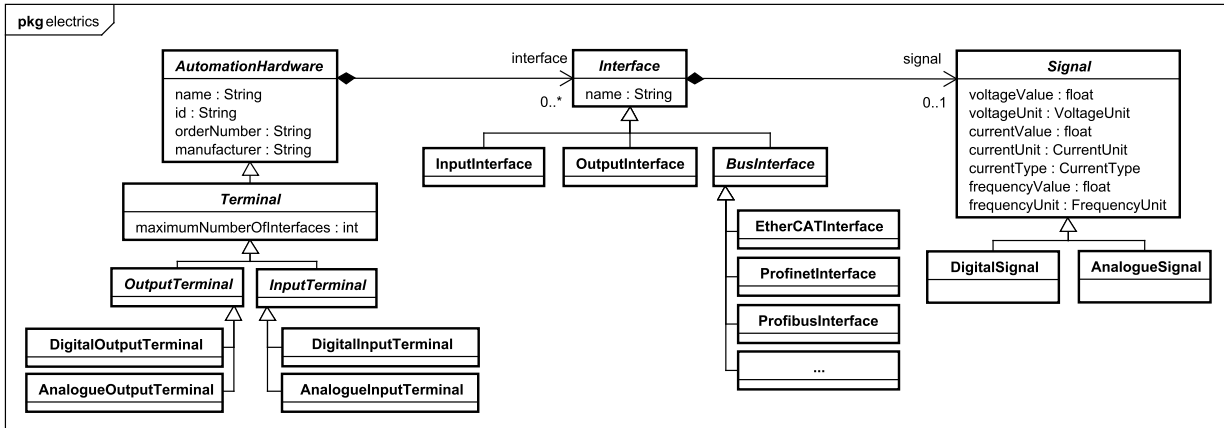 pkg electrics
AutomationHardware
name : String
id : String
orderNumber : String
manufacturer : String
interface
0..*
Interface
name : String
signal
0..1
Signal
voltageValue : float
voltageUnit : VoltageUnit
currentValue : float
currentUnit : CurrentUnit
currentType : CurrentType
frequencyValue : float
frequencyUnit : FrequencyUnit
Terminal
maximumNumberOfInterfaces : int
OutputTerminal
InputTerminal
DigitalOutputTerminal
AnalogueOutputTerminal
DigitalInputTerminal
AnalogueInputTerminal
InputInterface
OutputInterface
BusInterface
EtherCATInterface
ProfinetInterface
ProfibusInterface
...
DigitalSignal
AnalogueSignal